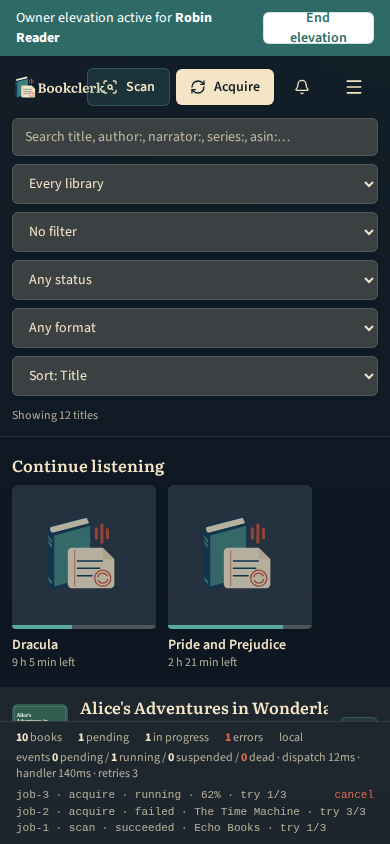 Owner elevation active for Robin Reader
End elevation
Bookclerk
Scan
Acquire
Search title, author:, narrator:, series:, asin:…
Every library
No filter
Any status
Any format
Sort: Title
Showing 12 titles
Continue listening
Dracula
9 h 5 min left
Pride and Prejudice
2 h 21 min left
Alice's Adventures in Wonderla
Alice's
10 books 1 pending 1 in progress 1 errors local
events 0 pending / 1 running / 0 suspended / 0 dead · dispatch 12ms ·
handler 140ms · retries 3
job-3 · acquire · running · 62% · try 1/3 cancel
job-2 · acquire · failed · The Time Machine · try 3/3
job-1 · scan · succeeded · Echo Books · try 1/3